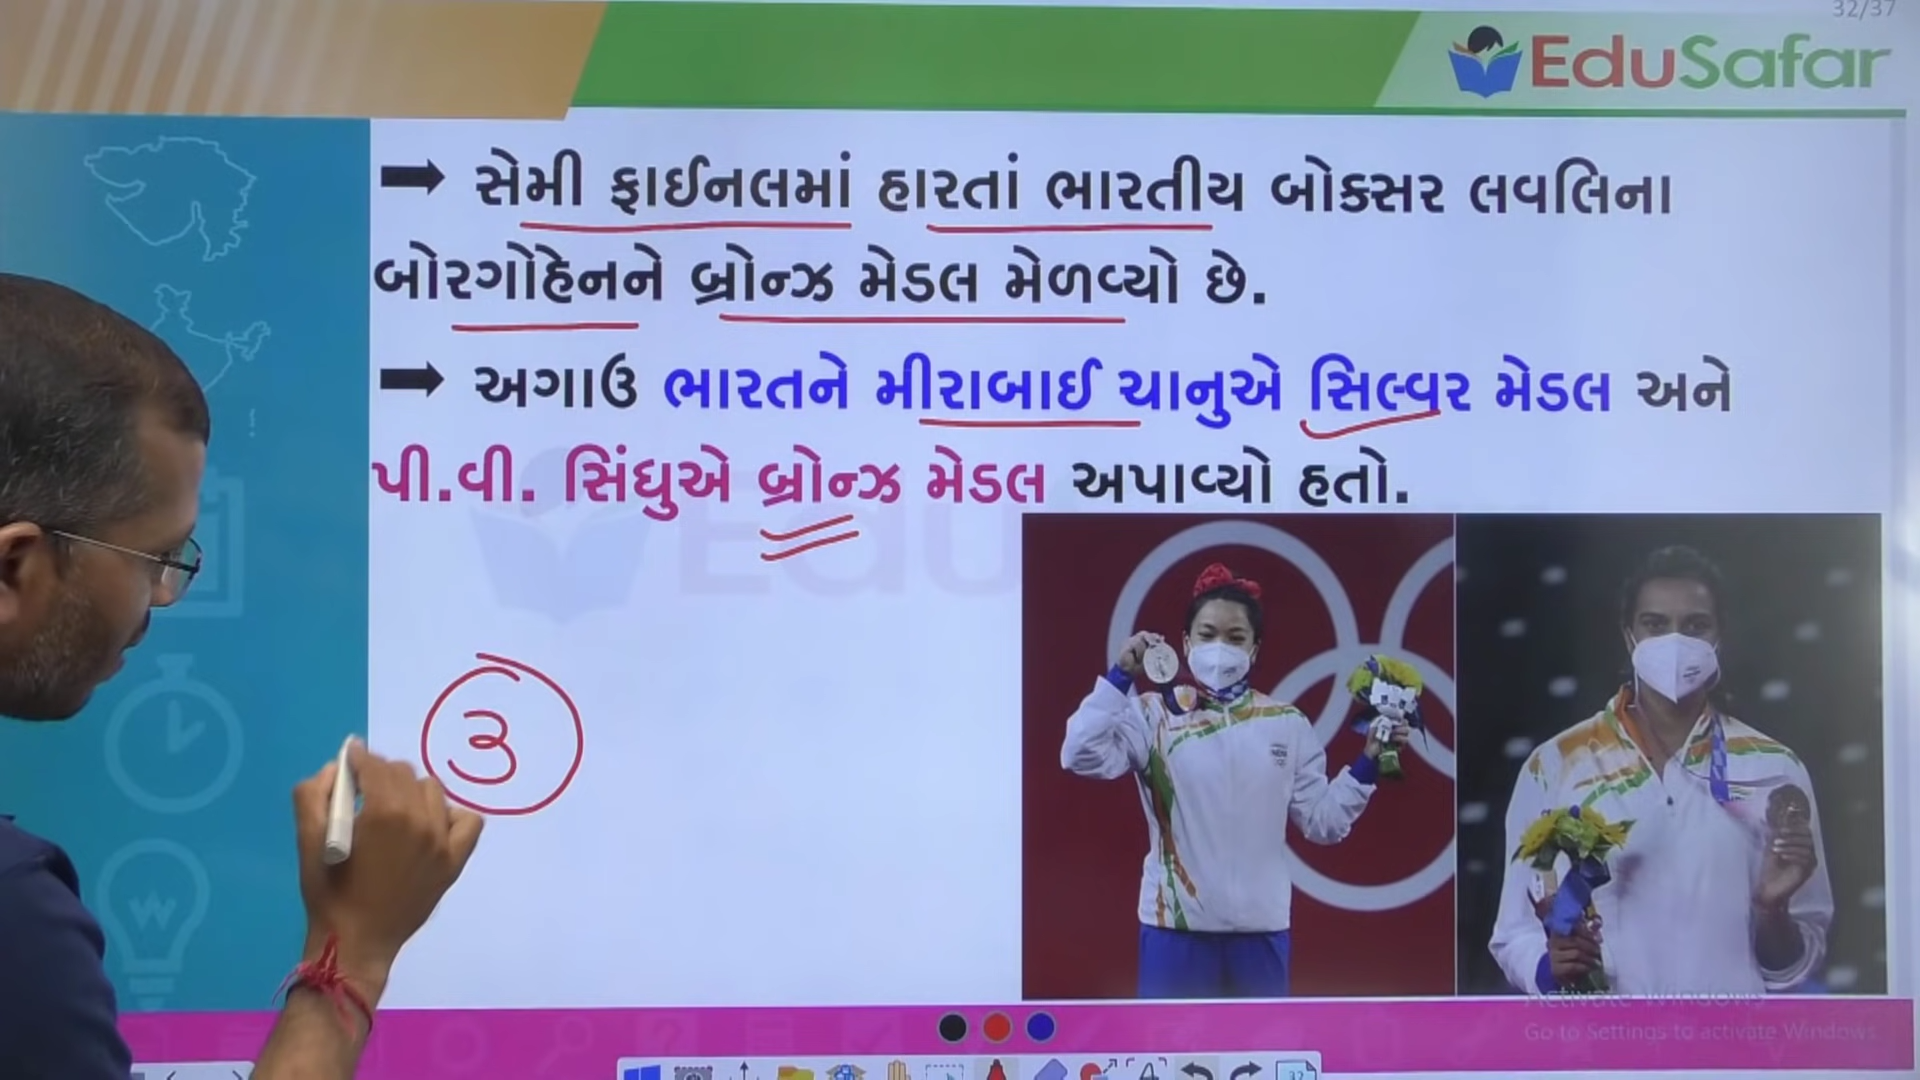 32/37
EduSafar
➡ સેમી ફાઈનલમાં હારતાં ભારતીય બોક્સર લવલિના
બોરગોહેનને બ્રોન્ઝ મેડલ મેળવ્યો છે.
➡ અગાઉ ભારતને મીરાબાઈ ચાનુએ સિલ્વર મેડલ અને
પી.વી. સિંધુએ બ્રોન્ઝ મેડલ અપાવ્યો હતો.
૩
Activate Windows
Go to Settings to activate Windows.
32